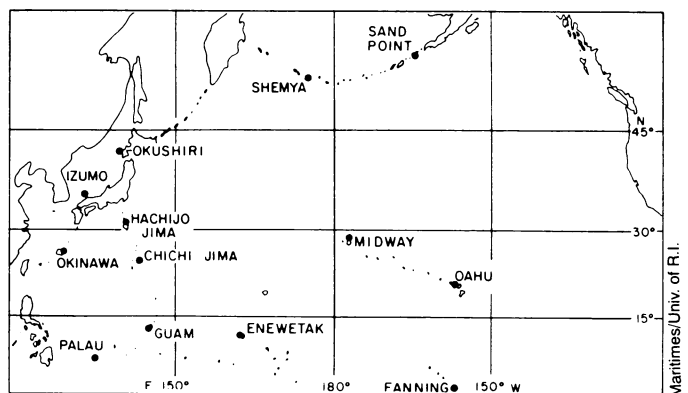 SAND
POINT
SHEMYA
N
45°
OKUSHIRI
IZUMO
HACHIJO
JIMA
30°
MIDWAY
OKINAWA
CHICHI JIMA
OAHU
15°
GUAM
ENEWETAK
PALAU
E 150°
180°
150° W
FANNING
Maritimes/Univ. of R.I.